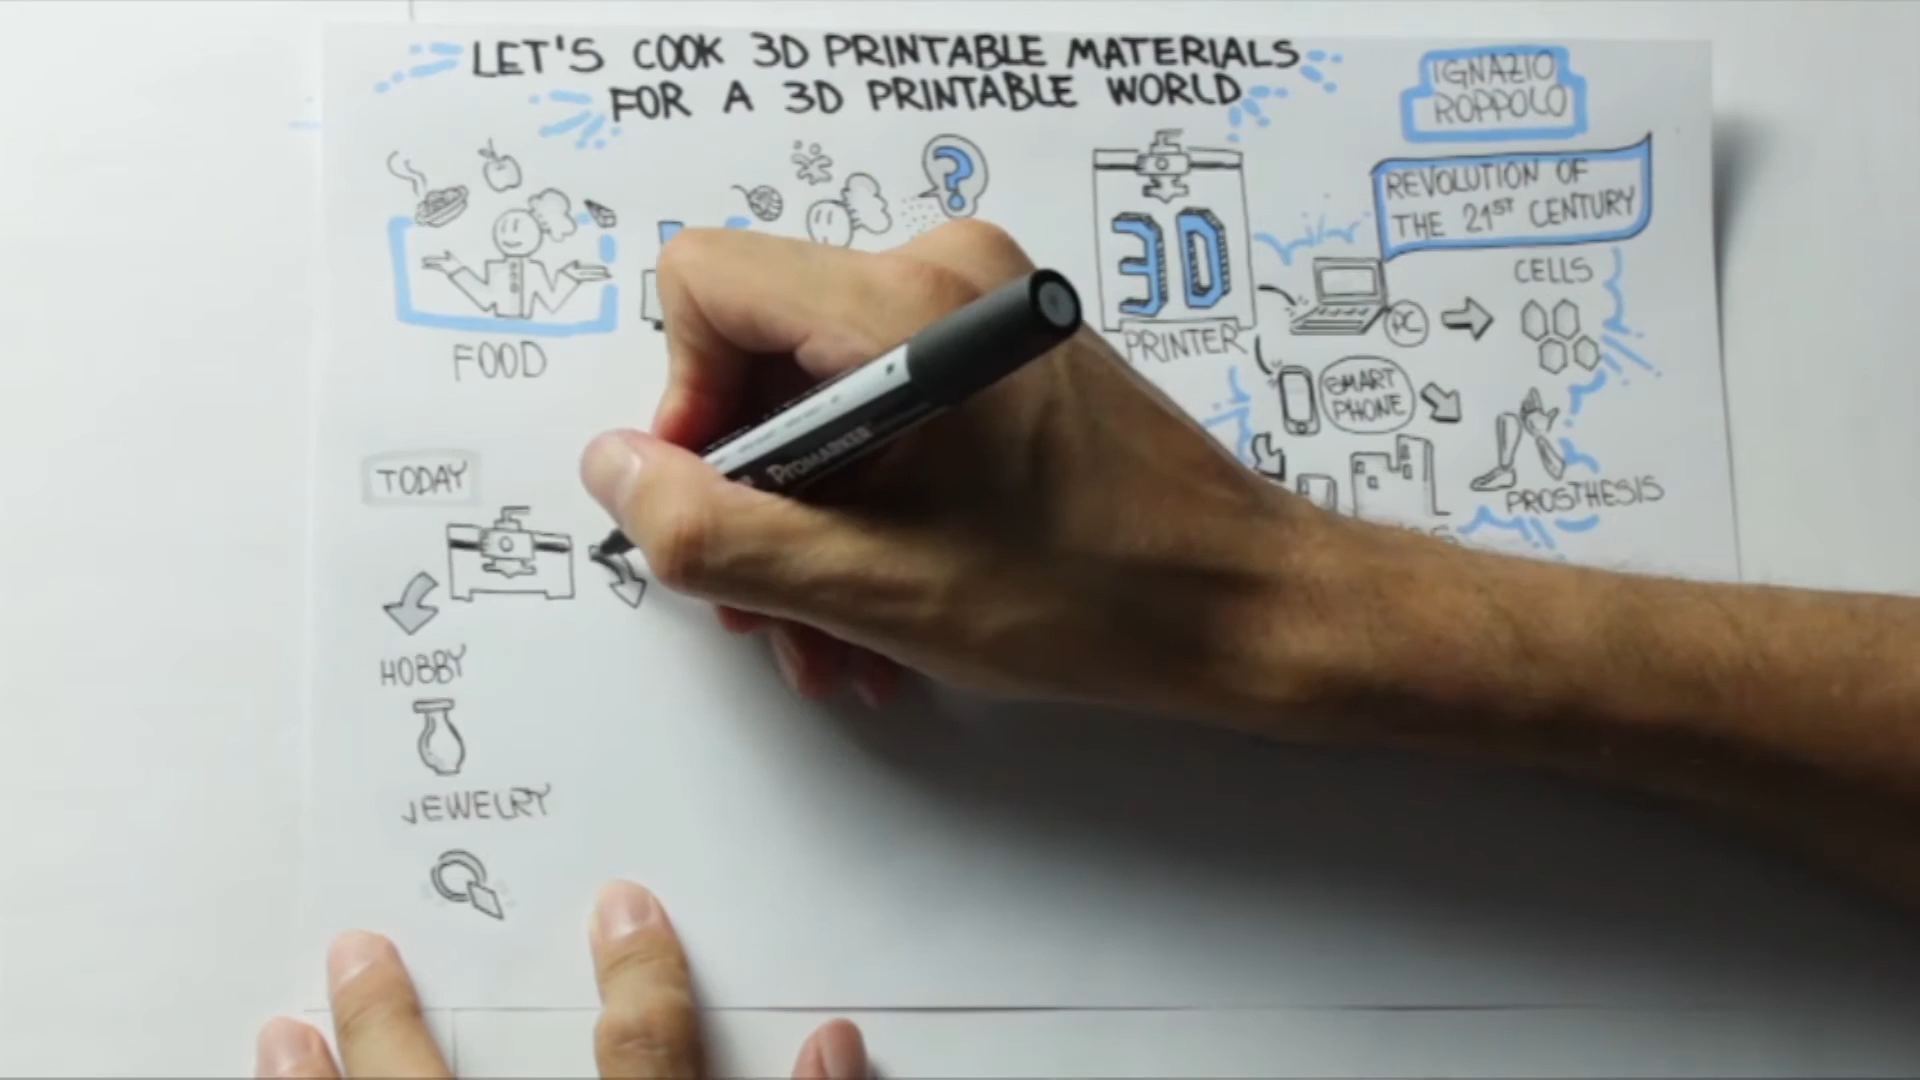 LET'S COOK 3D PRINTABLE MATERIALS
FOR A 3D PRINTABLE WORLD
IGNAZIO
ROPPOLO
REVOLUTION OF
THE 21ST CENTURY
?
3D
PRINTER
PC
CELLS
SMART
PHONE
PROSTHESIS
FOOD
TODAY
HOBBY
JEWELRY
PROMARKER